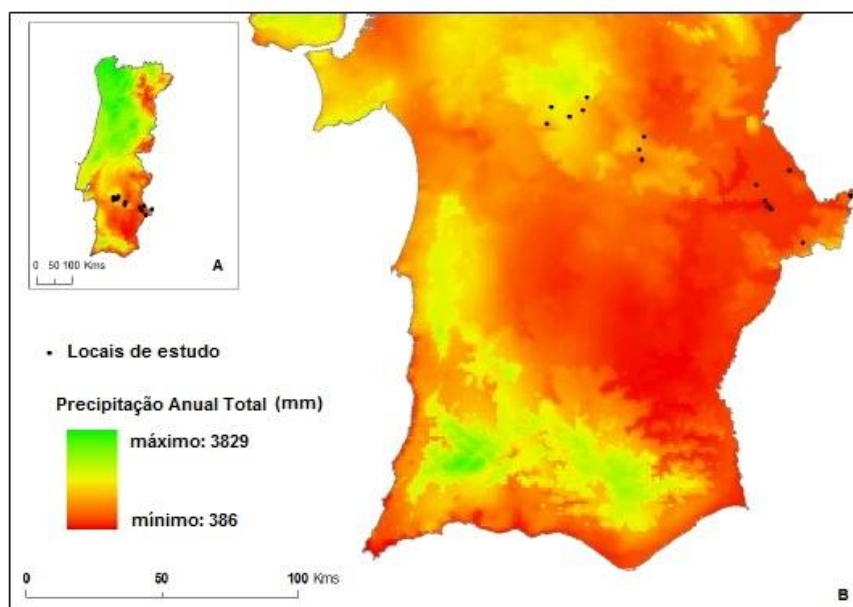 0 50 100 Kms
A
Locais de estudo
Precipitação Anual Total (mm)
máximo: 3829
mínimo: 386
0 50 100 Kms
B